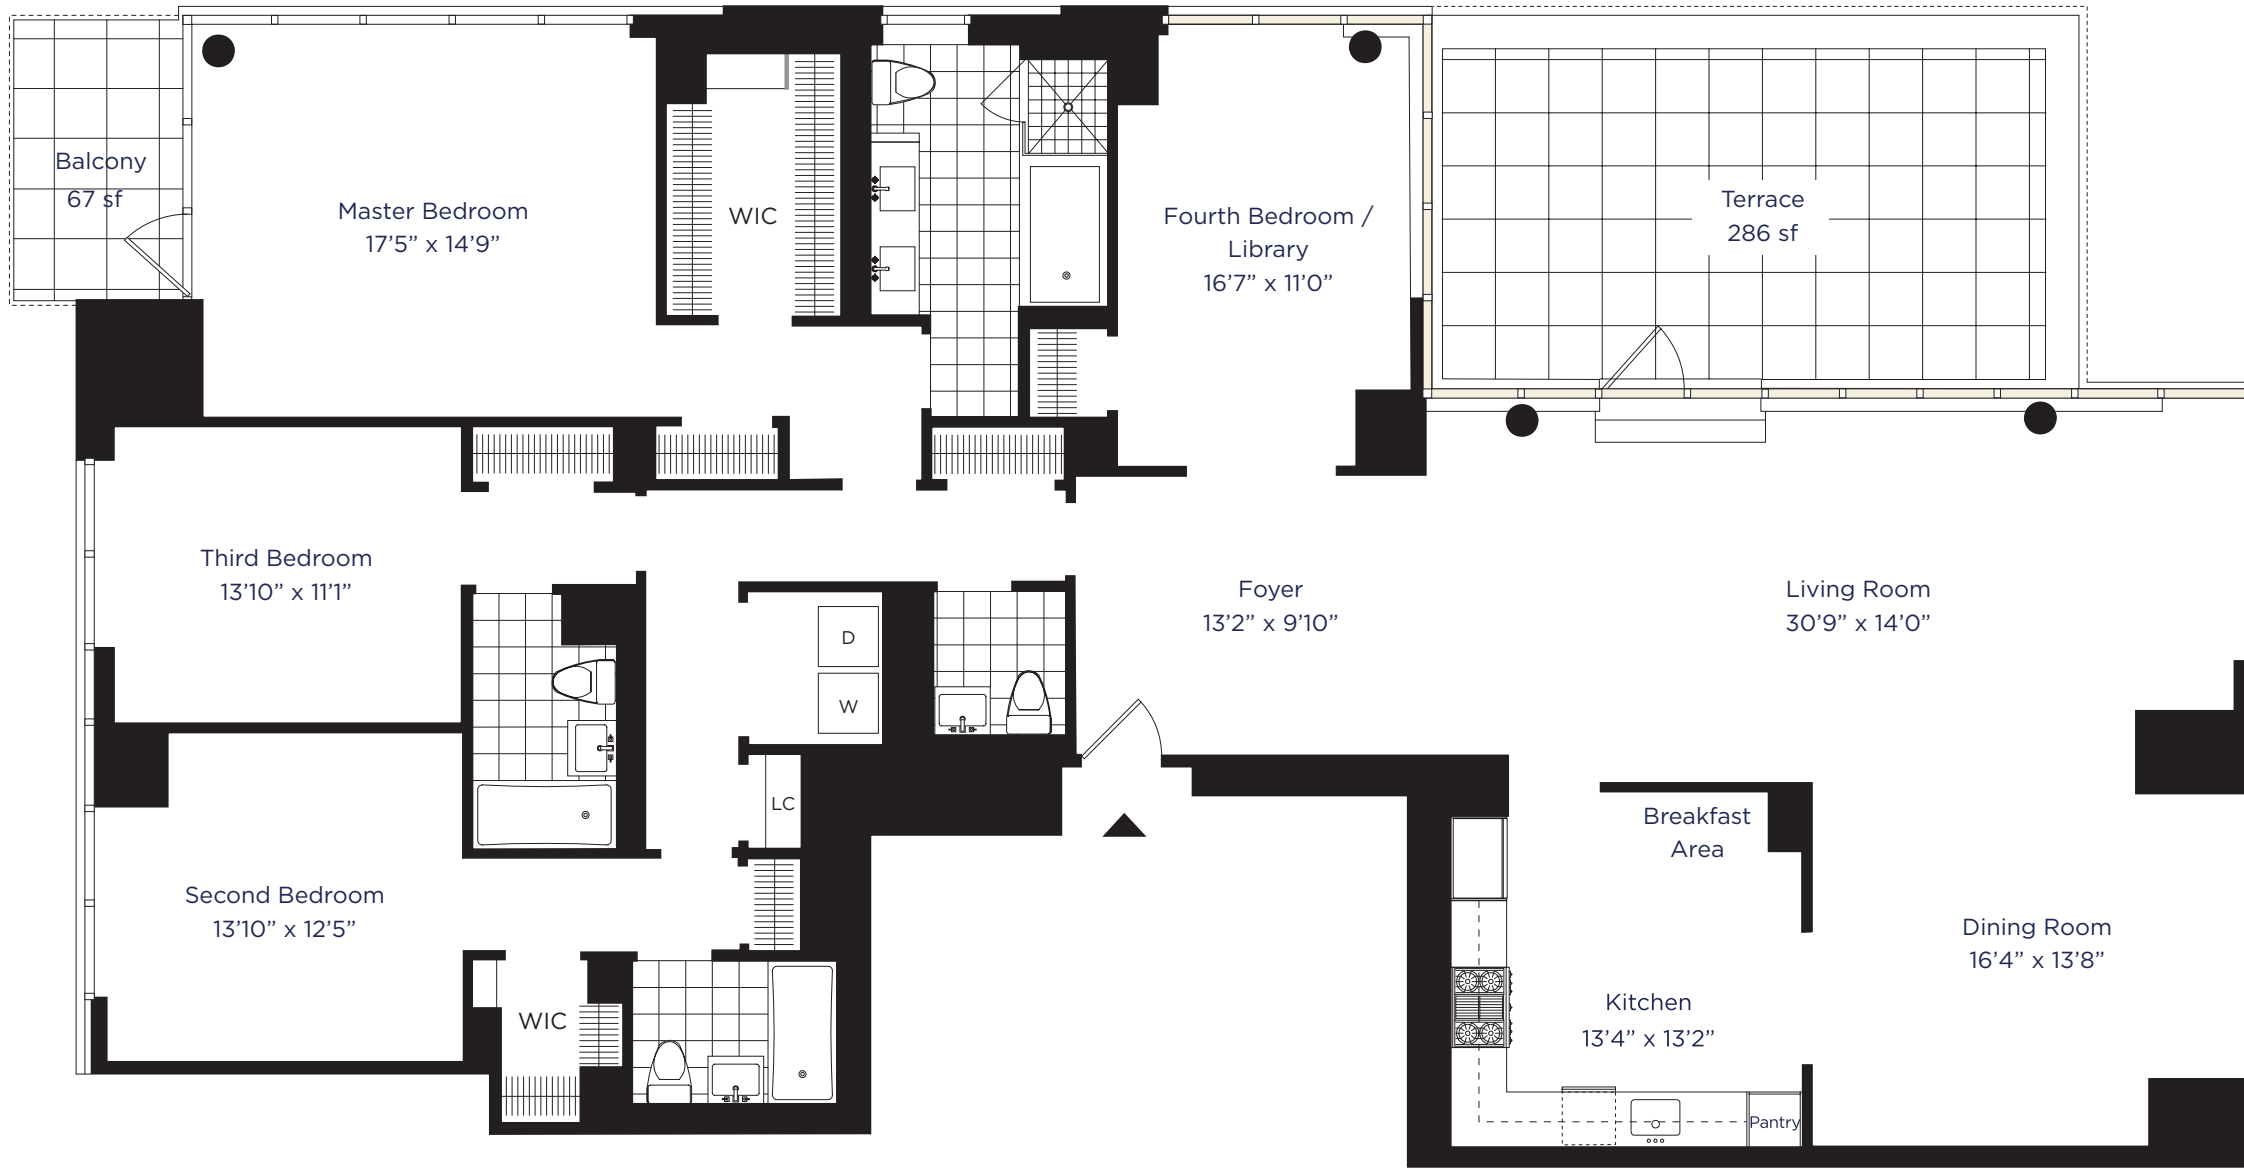 Balcony
67 sf
Master Bedroom
17’5” x 14’9”
WIC
Fourth Bedroom /
Library
16’7” x 11’0”
Terrace
286 sf
Third Bedroom
13’10” x 11’1”
D
W
Foyer
13’2” x 9’10”
Living Room
30’9” x 14’0”
LC
Breakfast
Area
Second Bedroom
13’10” x 12’5”
WIC
Kitchen
13’4” x 13’2”
Pantry
Dining Room
16’4” x 13’8”